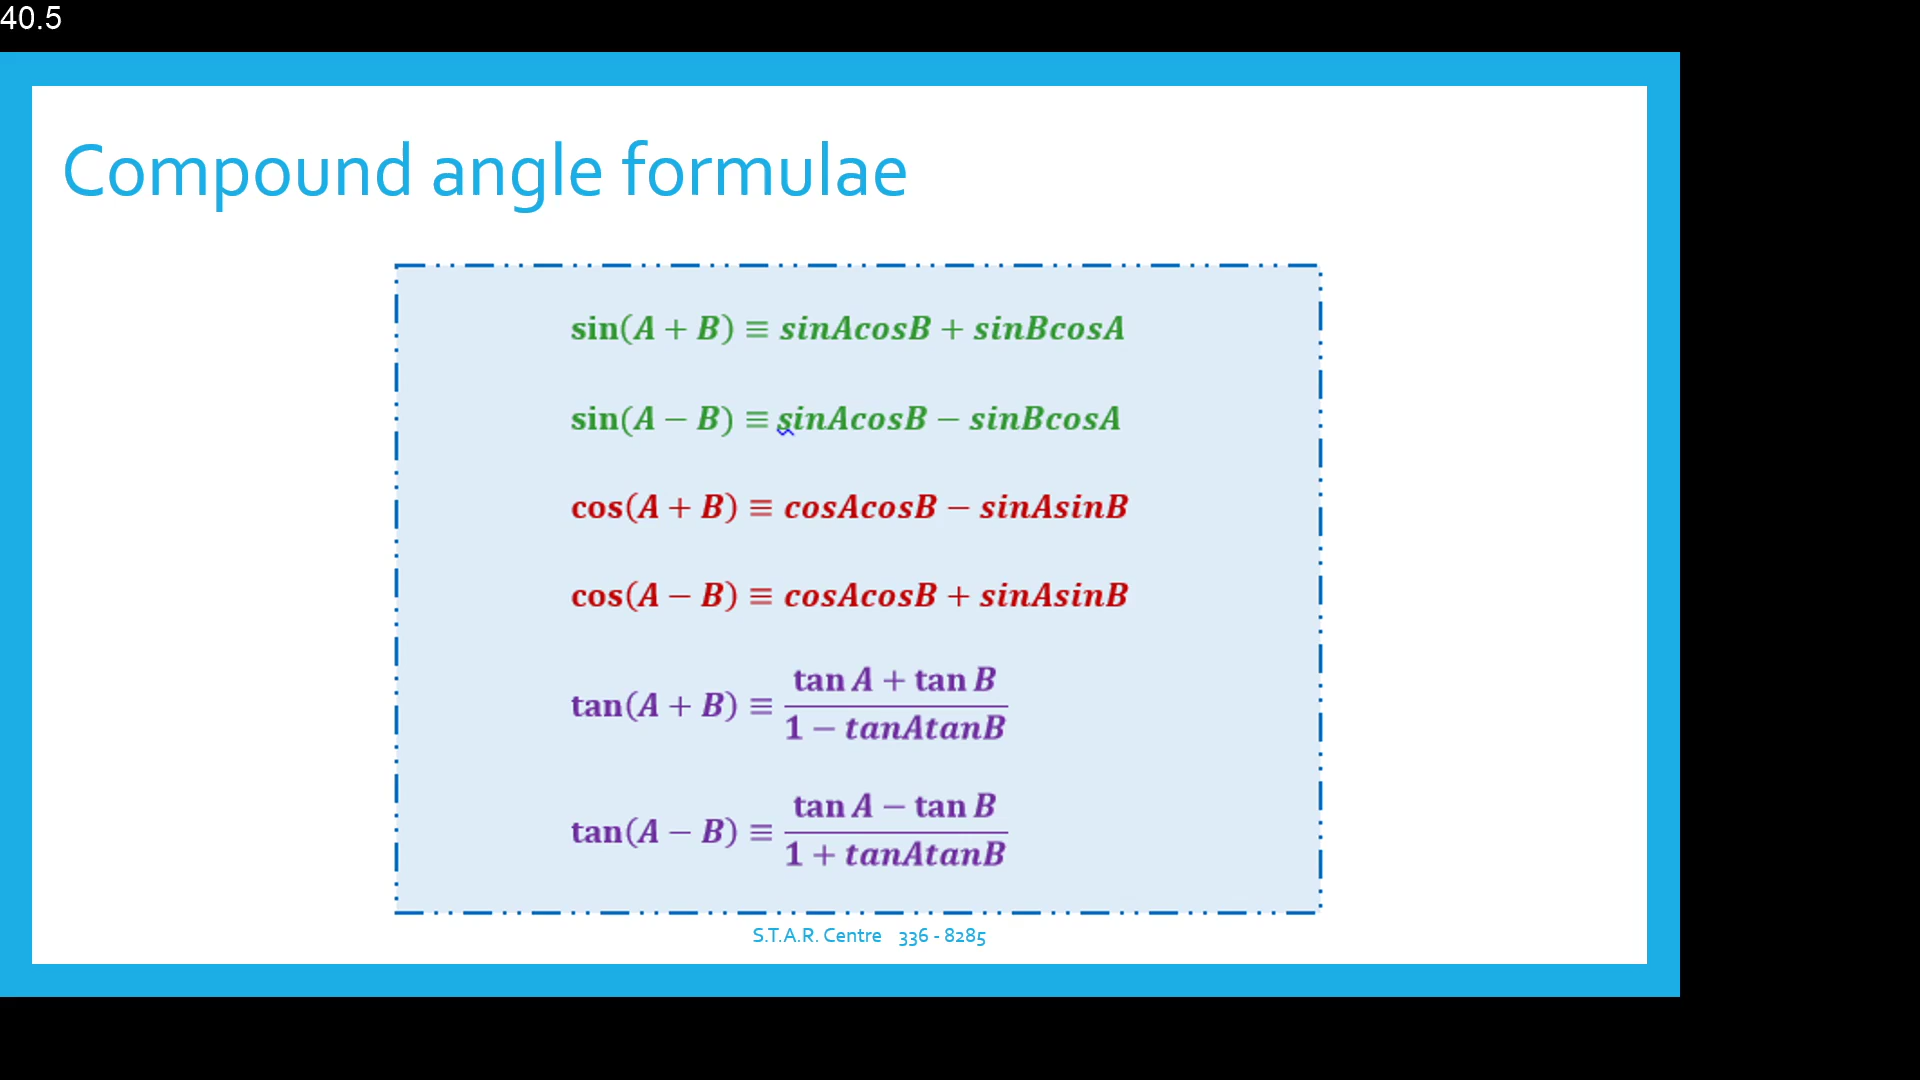 40.5
Compound angle formulae
sin(A + B) ≡ sinAcosB + sinBcosA
sin(A − B) ≡ sinAcosB − sinBcosA
cos(A + B) ≡ cosAcosB − sinAsinB
cos(A − B) ≡ cosAcosB + sinAsinB
tan(A + B) ≡ (tan A + tan B)/(1 − tanAtanB)
tan(A − B) ≡ (tan A − tan B)/(1 + tanAtanB)
S.T.A.R. Centre 336 - 8285